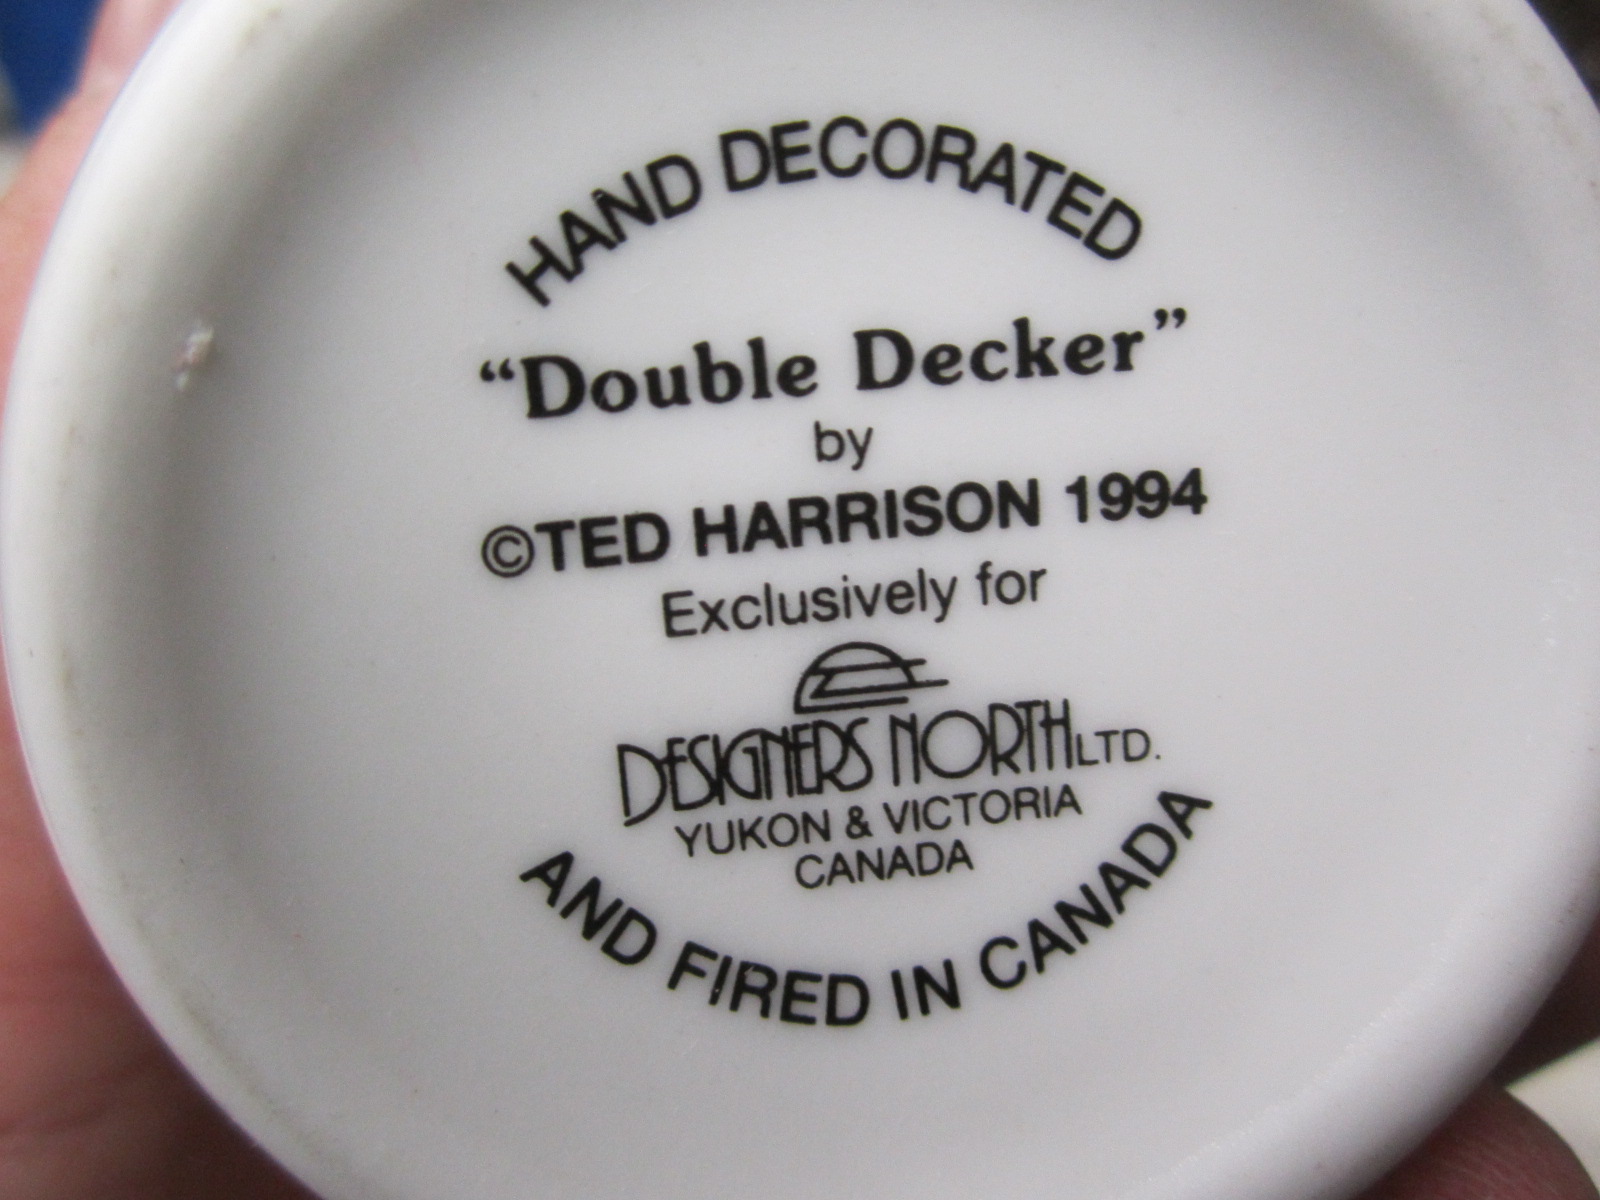 HAND DECORATED
“Double Decker”
by
©TED HARRISON 1994
Exclusively for
DESIGNERS NORTH LTD.
YUKON & VICTORIA
CANADA
AND FIRED IN CANADA